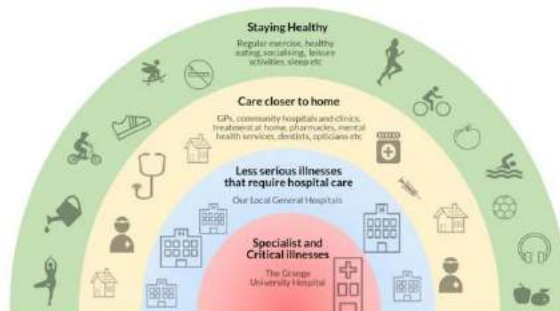 Staying Healthy
Regular exercise, healthy
eating, socialising, leisure
activities, sleep etc
Care closer to home
GPs, community hospitals and clinics,
treatment at home, pharmacies, mental
health services, dentists, opticians etc
Less serious illnesses
that require hospital care
Our Local General Hospitals
Specialist and
Critical illnesses
The Grange
University Hospital